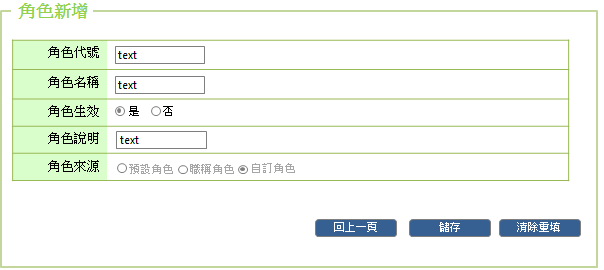 角色新增
角色代號 text
角色名稱 text
角色生效 是 否
角色說明 text
角色來源 預設角色 職稱角色 自訂角色
回上一頁 儲存 清除重填